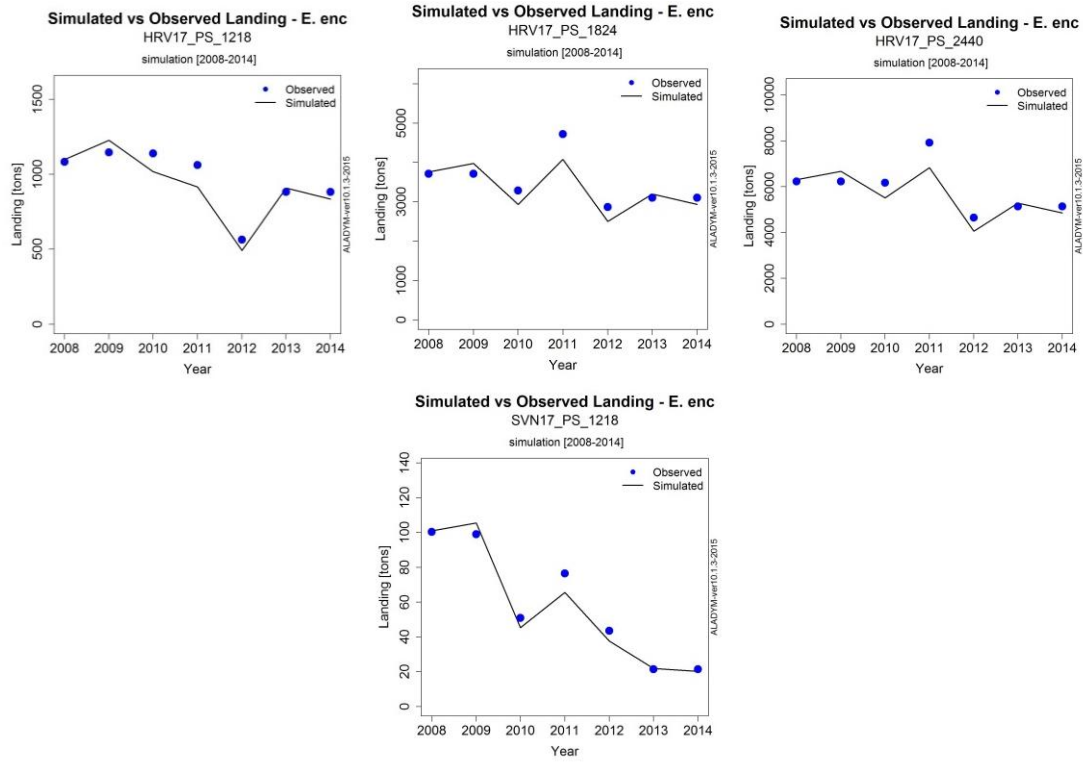 Simulated vs Observed Landing - E. enc
HRV17_PS_1218
simulation [2008-2014]
Observed
Simulated
Landing [tons]
1500
1000
500
0
2008 2009 2010 2011 2012 2013 2014
Year
ALADYM-ver10.1.3-2015
Simulated vs Observed Landing - E. enc
HRV17_PS_1824
simulation [2008-2014]
Observed
Simulated
Landing [tons]
5000
3000
1000
0
2008 2009 2010 2011 2012 2013 2014
Year
ALADYM-ver10.1.3-2015
Simulated vs Observed Landing - E. enc
HRV17_PS_2440
simulation [2008-2014]
Observed
Simulated
Landing [tons]
10000
8000
6000
4000
2000
0
2008 2009 2010 2011 2012 2013 2014
Year
ALADYM-ver10.1.3-2015
Simulated vs Observed Landing - E. enc
SVN17_PS_1218
simulation [2008-2014]
Observed
Simulated
Landing [tons]
140
120
100
80
60
40
20
0
2008 2009 2010 2011 2012 2013 2014
Year
ALADYM-ver10.1.3-2015